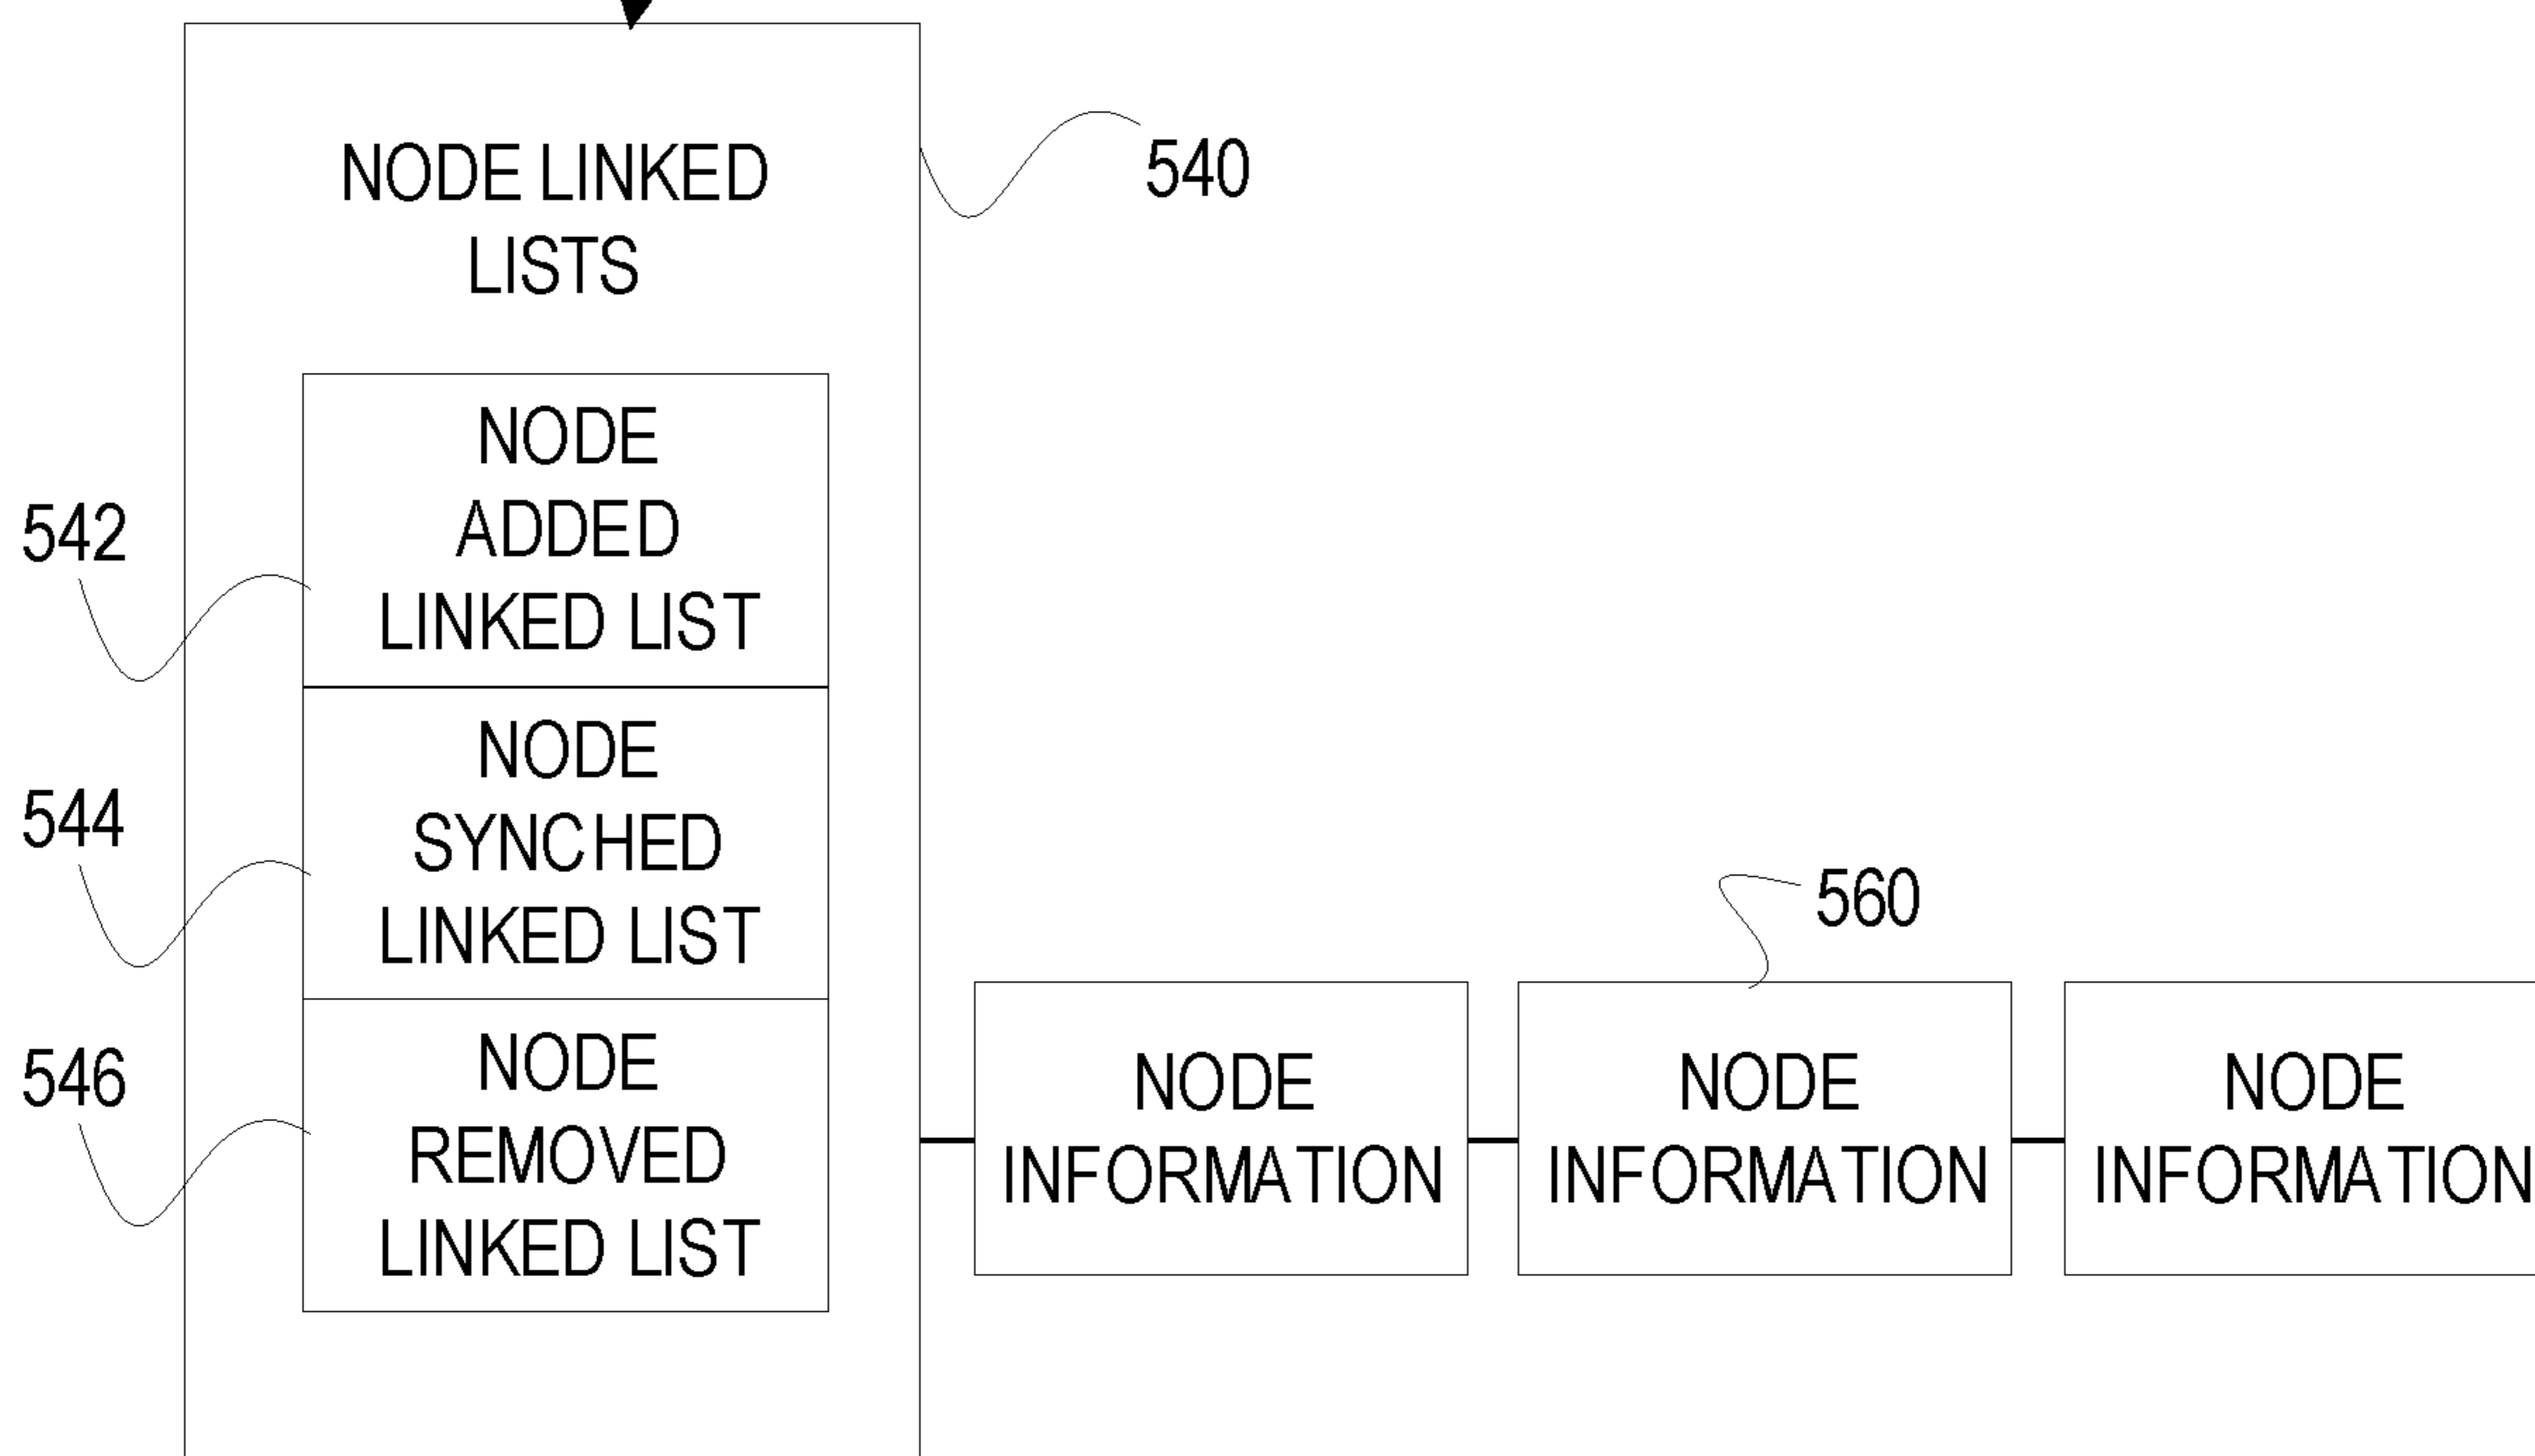 NODE LINKED
LISTS
540
NODE
ADDED
LINKED LIST
542
NODE
SYNCHED
LINKED LIST
544
NODE
REMOVED
LINKED LIST
546
560
NODE
INFORMATION
NODE
INFORMATION
NODE
INFORMATION